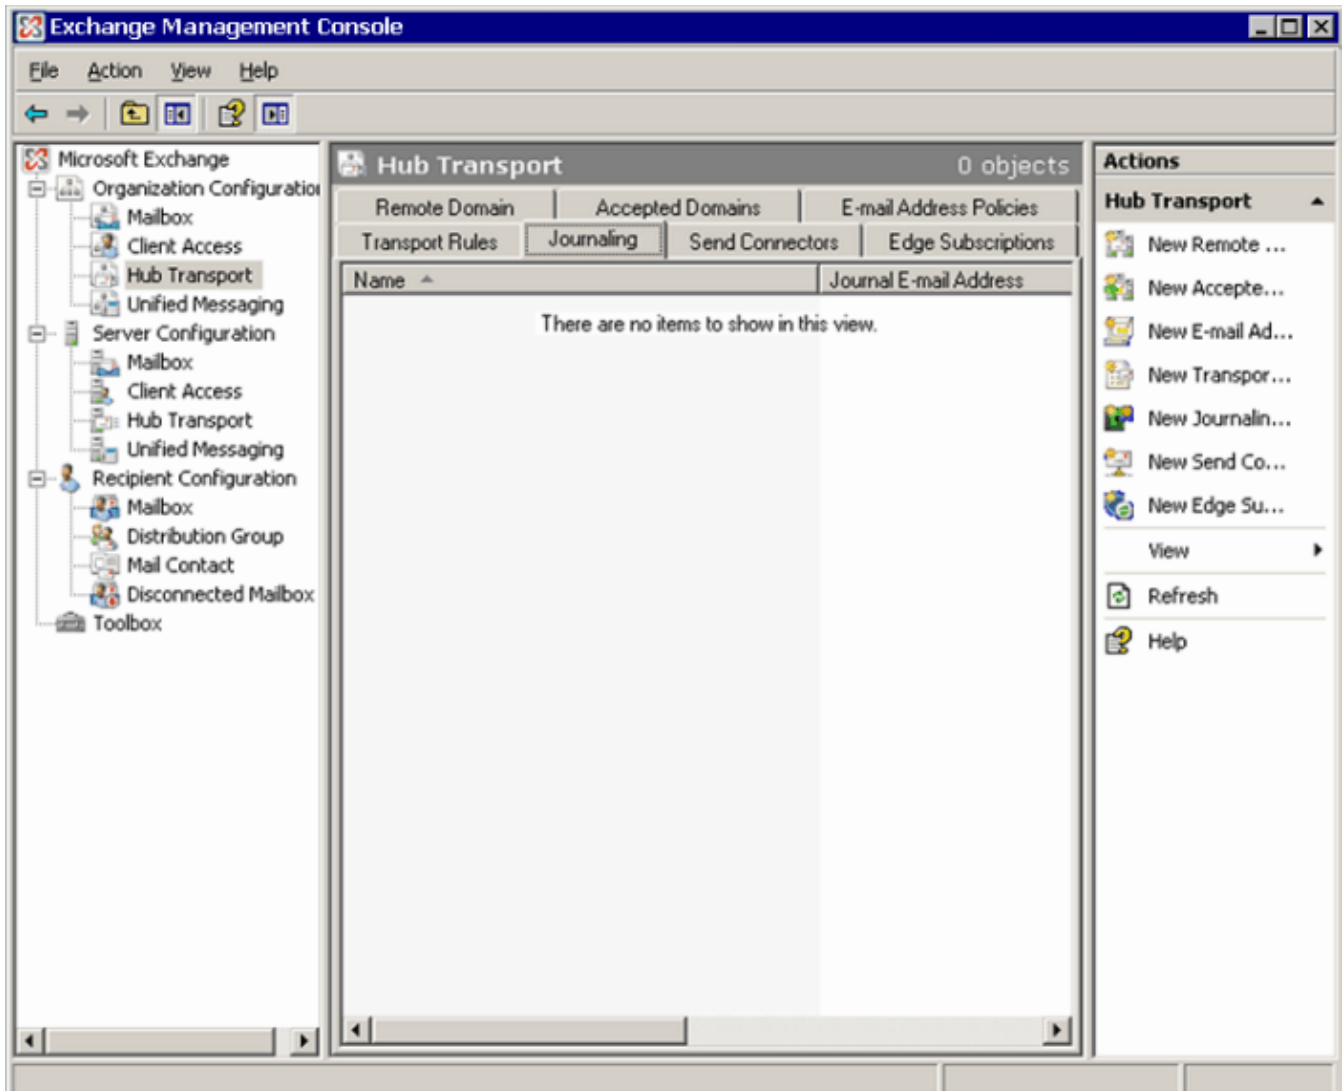 Exchange Management Console
File Action View Help
Microsoft Exchange
Organization Configuration
Mailbox
Client Access
Hub Transport
Unified Messaging
Server Configuration
Mailbox
Client Access
Hub Transport
Unified Messaging
Recipient Configuration
Mailbox
Distribution Group
Mail Contact
Disconnected Mailbox
Toolbox
Hub Transport 0 objects
Remote Domain Accepted Domains E-mail Address Policies
Transport Rules Journaling Send Connectors Edge Subscriptions
Name Journal E-mail Address
There are no items to show in this view.
Actions
Hub Transport
New Remote ...
New Accepte...
New E-mail Ad...
New Transpor...
New Journalin...
New Send Co...
New Edge Su...
View
Refresh
Help